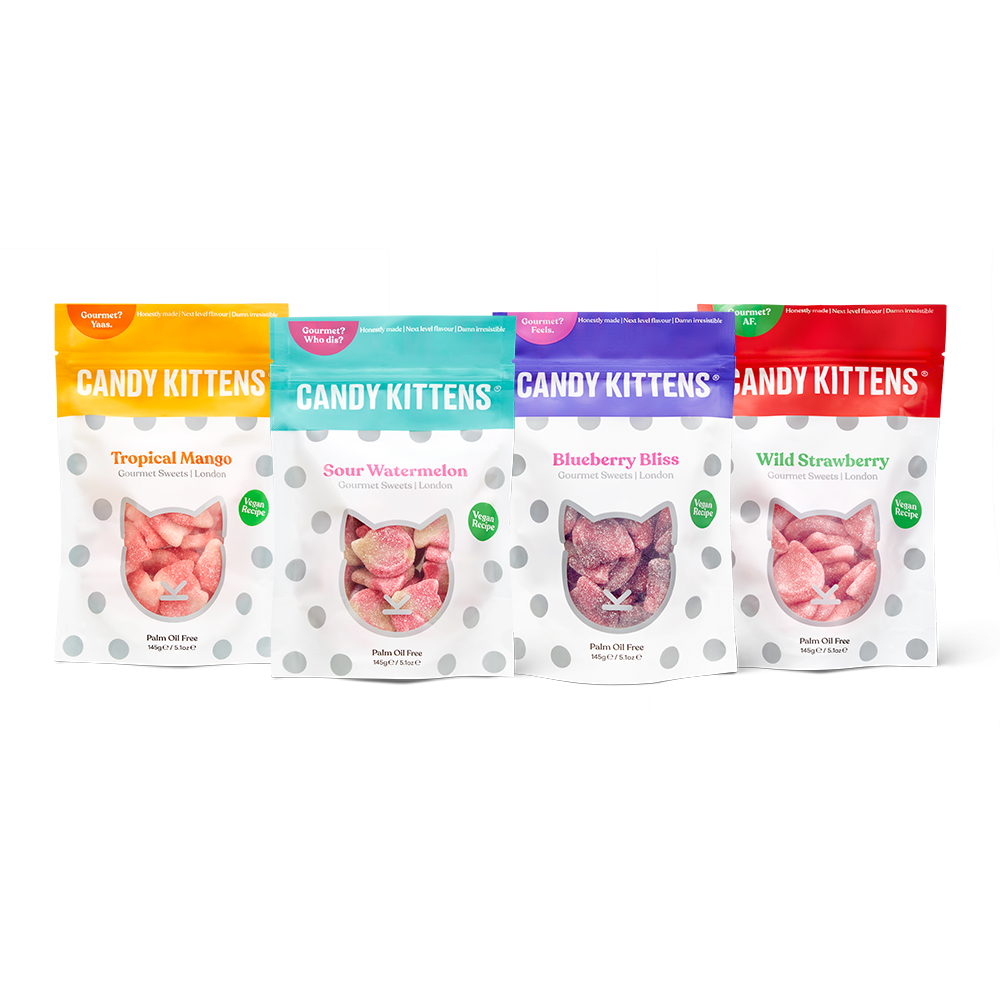 Gourmet?
Yaas.
Honestly made | Next level flavour | Damn irresistible
CANDY KITTENS
Tropical Mango
Gourmet Sweets | London
Vegan
Recipe
Palm Oil Free
145g℮ / 5.1oz℮
Gourmet?
Who dis?
Honestly made | Next level flavour | Damn irresistible
CANDY KITTENS®
Sour Watermelon
Gourmet Sweets | London
Vegan
Recipe
Palm Oil Free
145g℮ / 5.1oz℮
Gourmet?
Feels.
Honestly made | Next level flavour | Damn irresistible
CANDY KITTENS®
Blueberry Bliss
Gourmet Sweets | London
Vegan
Recipe
Palm Oil Free
145g℮ / 5.1oz℮
Gourmet?
AF.
Honestly made | Next level flavour | Damn irresistible
CANDY KITTENS®
Wild Strawberry
Gourmet Sweets | London
Vegan
Recipe
Palm Oil Free
145g℮ / 5.1oz℮